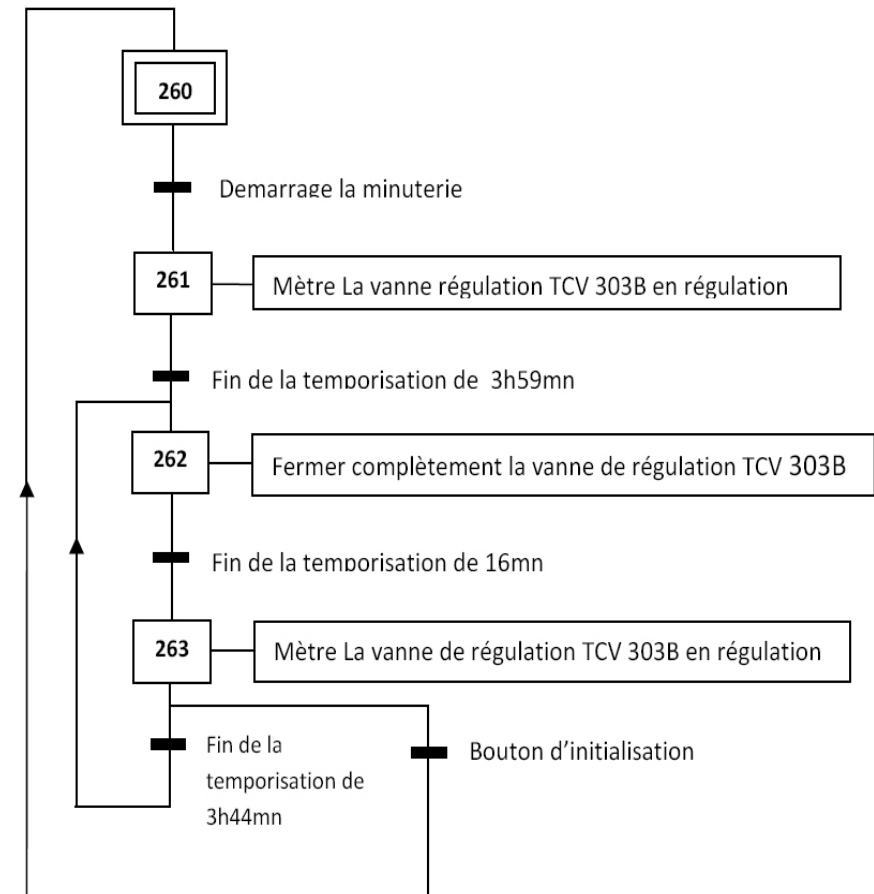 260
Demarrage la minuterie
261
Mètre La vanne régulation TCV 303B en régulation
Fin de la temporisation de 3h59mn
262
Fermer complètement la vanne de régulation TCV 303B
Fin de la temporisation de 16mn
263
Mètre La vanne de régulation TCV 303B en régulation
Fin de la
temporisation de
3h44mn
Bouton d’initialisation